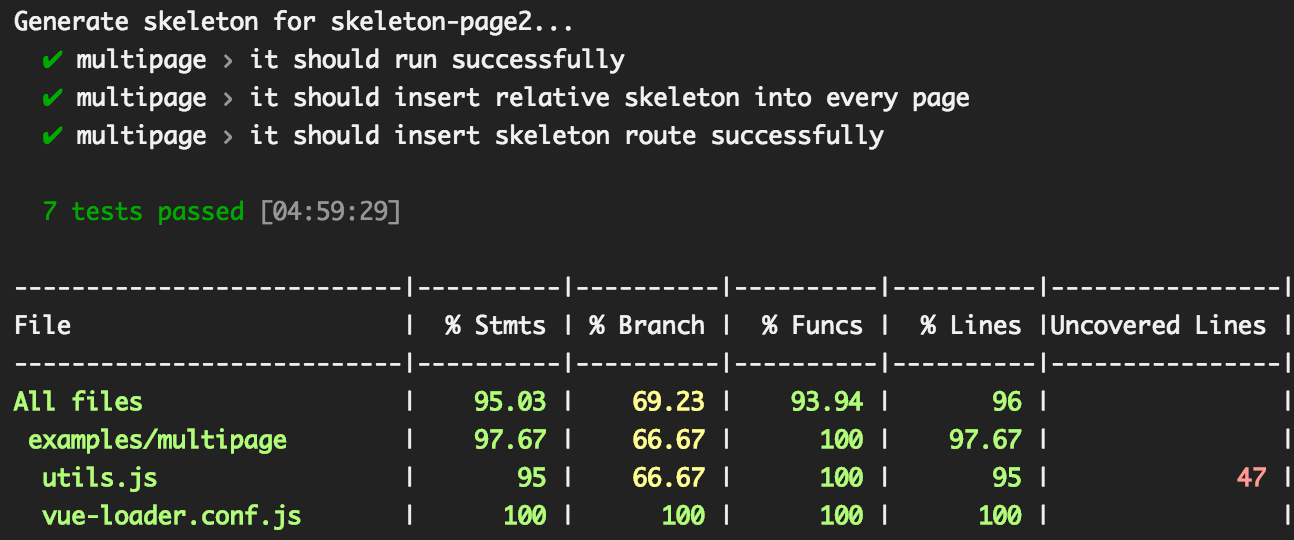 Generate skeleton for skeleton-page2...
✔ multipage › it should run successfully
✔ multipage › it should insert relative skeleton into every page
✔ multipage › it should insert skeleton route successfully
7 tests passed [04:59:29]
---------------------------|----------|----------|----------|----------|----------------|
File                       |  % Stmts | % Branch |  % Funcs |  % Lines |Uncovered Lines |
---------------------------|----------|----------|----------|----------|----------------|
All files                  |    95.03 |    69.23 |    93.94 |       96 |                |
 examples/multipage        |    97.67 |    66.67 |      100 |    97.67 |                |
  utils.js                 |       95 |    66.67 |      100 |       95 |             47 |
  vue-loader.conf.js       |      100 |      100 |      100 |      100 |                |